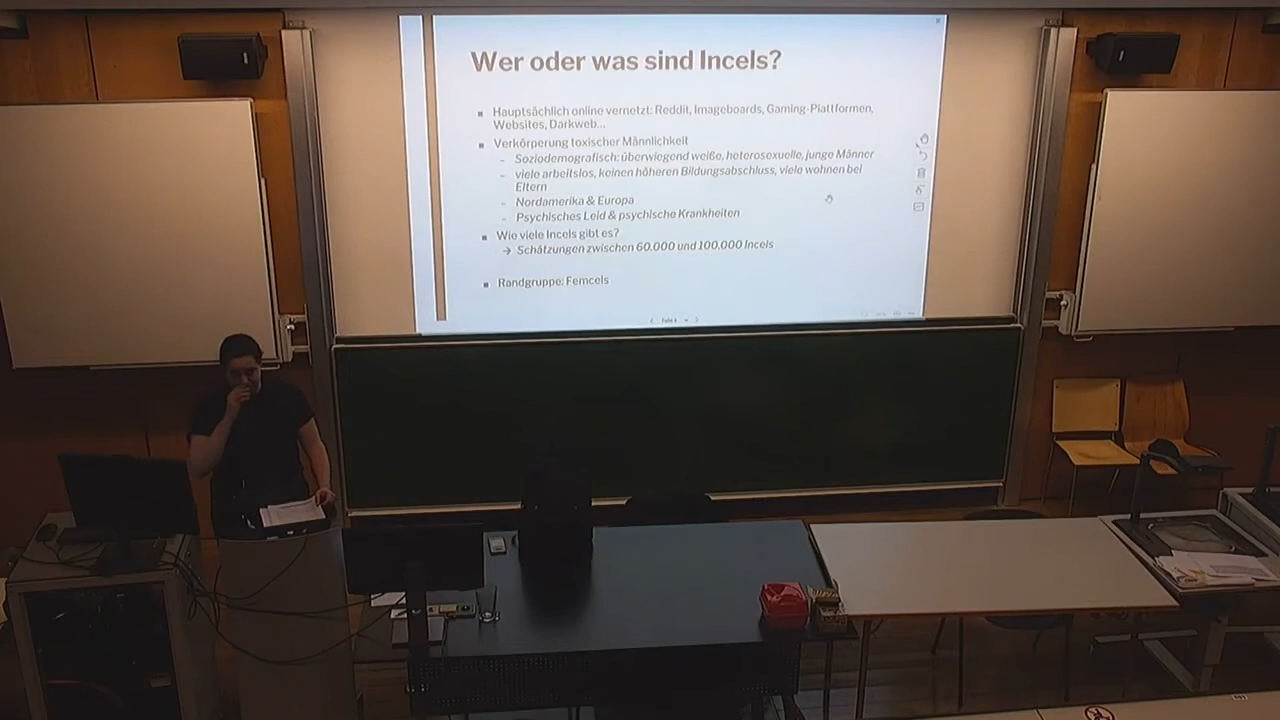 Wer oder was sind Incels?
Hauptsächlich online vernetzt: Reddit, Imageboards, Gaming-Plattformen,
Websites, Darkweb...
Verkörperung toxischer Männlichkeit
- Soziodemografisch: überwiegend weiße, heterosexuelle, junge Männer
- viele arbeitslos, keinen höheren Bildungsabschluss, viele wohnen bei
Eltern
- Nordamerika & Europa
- Psychisches Leid & psychische Krankheiten
Wie viele Incels gibt es?
→ Schätzungen zwischen 60.000 und 100.000 Incels
Randgruppe: Femcels